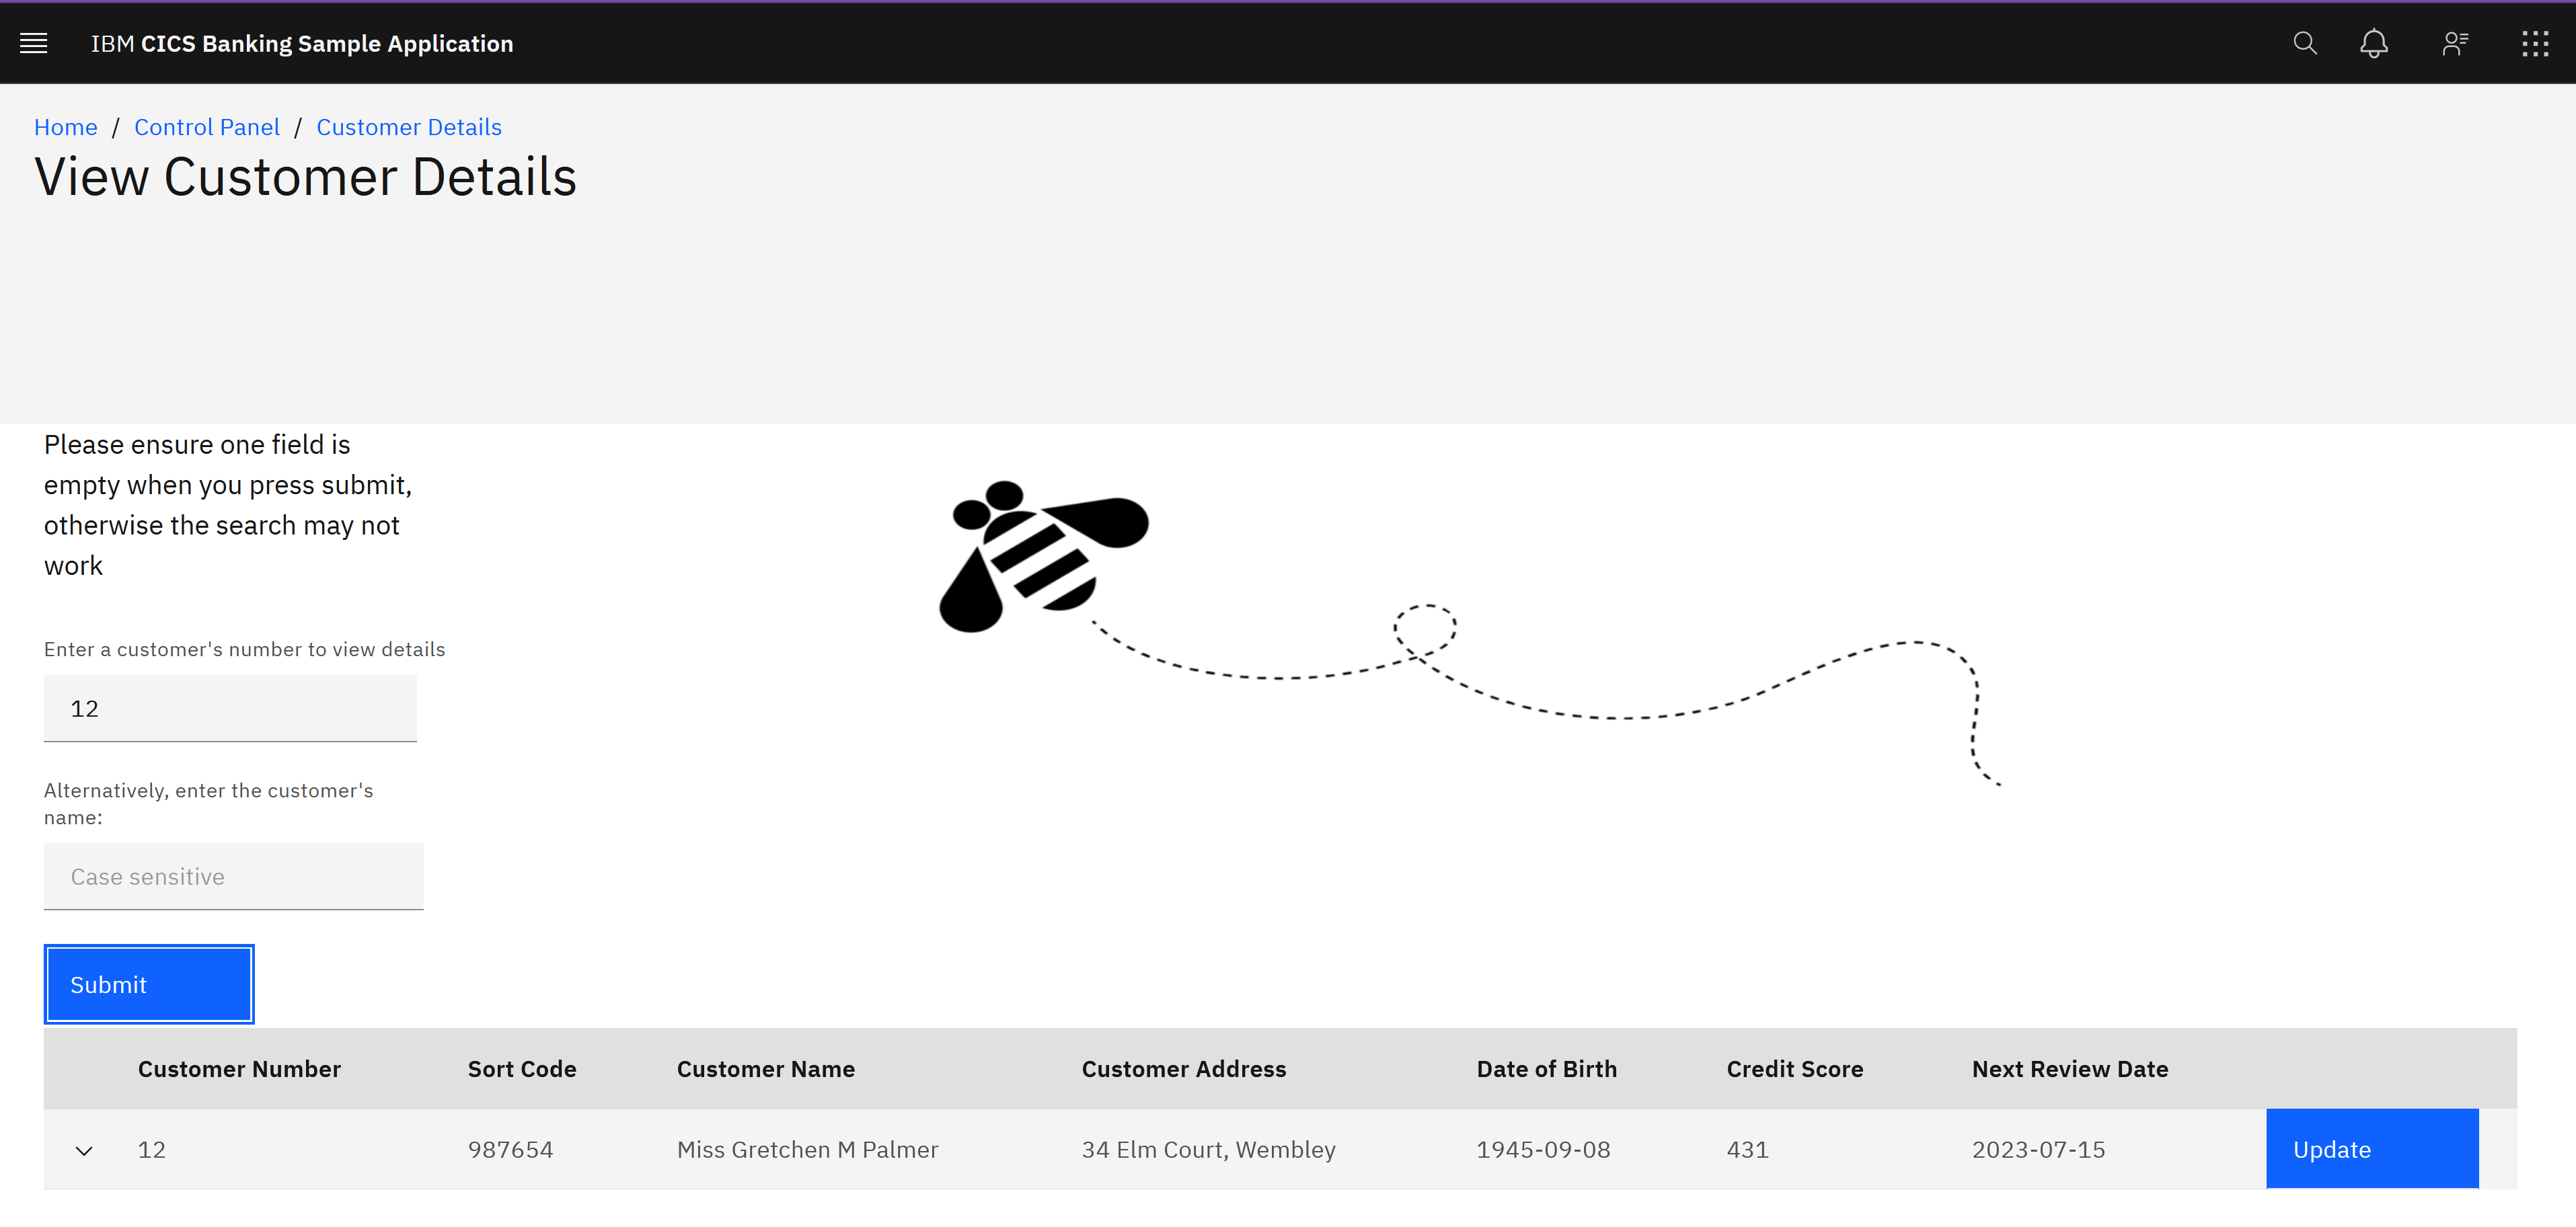 IBM CICS Banking Sample Application
Home / Control Panel / Customer Details
View Customer Details
Please ensure one field is
empty when you press submit,
otherwise the search may not
work
Enter a customer's number to view details
12
Alternatively, enter the customer's
name:
Case sensitive
Submit
Customer Number Sort Code Customer Name Customer Address Date of Birth Credit Score Next Review Date
12 987654 Miss Gretchen M Palmer 34 Elm Court, Wembley 1945-09-08 431 2023-07-15 Update